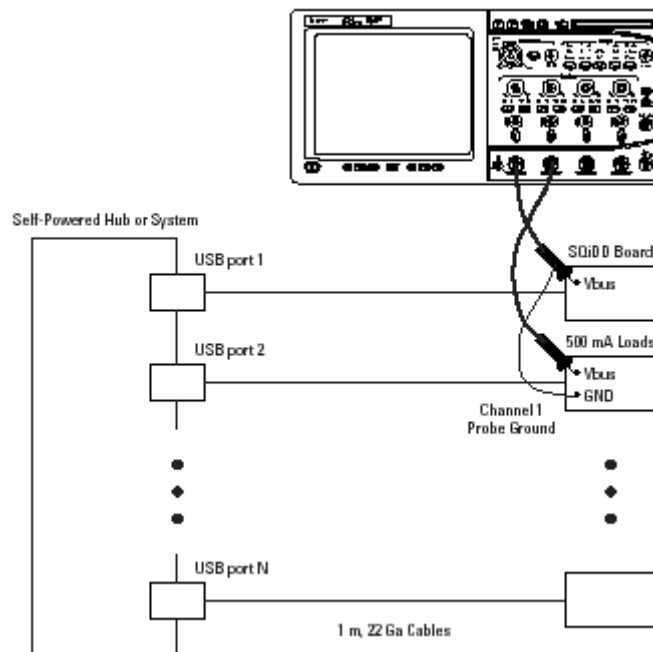 Self-Powered Hub or System
USB port 1
SQiDD Board
Vbus
USB port 2
500 mA Loads
Vbus
GND
Channel 1
Probe Ground
USB port N
1 m, 22 Ga Cables